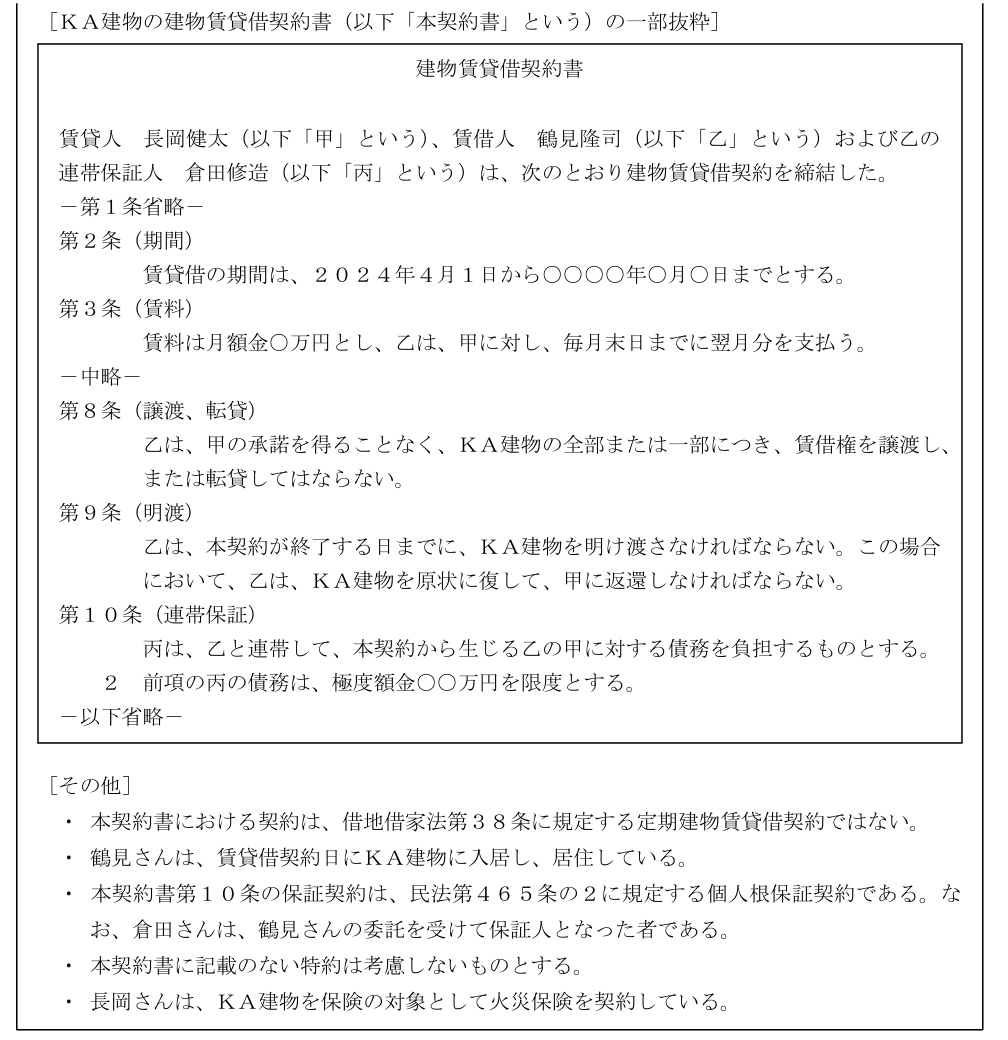 ［ＫＡ建物の建物賃貸借契約書（以下「本契約書」という）の一部抜粋］
建物賃貸借契約書
賃貸人　長岡健太（以下「甲」という）、賃借人　鶴見隆司（以下「乙」という）および乙の
連帯保証人　倉田修造（以下「丙」という）は、次のとおり建物賃貸借契約を締結した。
－第１条省略－
第２条（期間）
賃貸借の期間は、２０２４年４月１日から○○○○年○月○日までとする。
第３条（賃料）
賃料は月額金○万円とし、乙は、甲に対し、毎月末日までに翌月分を支払う。
－中略－
第８条（譲渡、転貸）
乙は、甲の承諾を得ることなく、ＫＡ建物の全部または一部につき、賃借権を譲渡し、
または転貸してはならない。
第９条（明渡）
乙は、本契約が終了する日までに、ＫＡ建物を明け渡さなければならない。この場合
において、乙は、ＫＡ建物を原状に復して、甲に返還しなければならない。
第１０条（連帯保証）
丙は、乙と連帯して、本契約から生じる乙の甲に対する債務を負担するものとする。
２　前項の丙の債務は、極度額金○○万円を限度とする。
－以下省略－
［その他］
・ 本契約書における契約は、借地借家法第３８条に規定する定期建物賃貸借契約ではない。
・ 鶴見さんは、賃貸借契約日にＫＡ建物に入居し、居住している。
・ 本契約書第１０条の保証契約は、民法第４６５条の２に規定する個人根保証契約である。な
お、倉田さんは、鶴見さんの委託を受けて保証人となった者である。
・ 本契約書に記載のない特約は考慮しないものとする。
・ 長岡さんは、ＫＡ建物を保険の対象として火災保険を契約している。